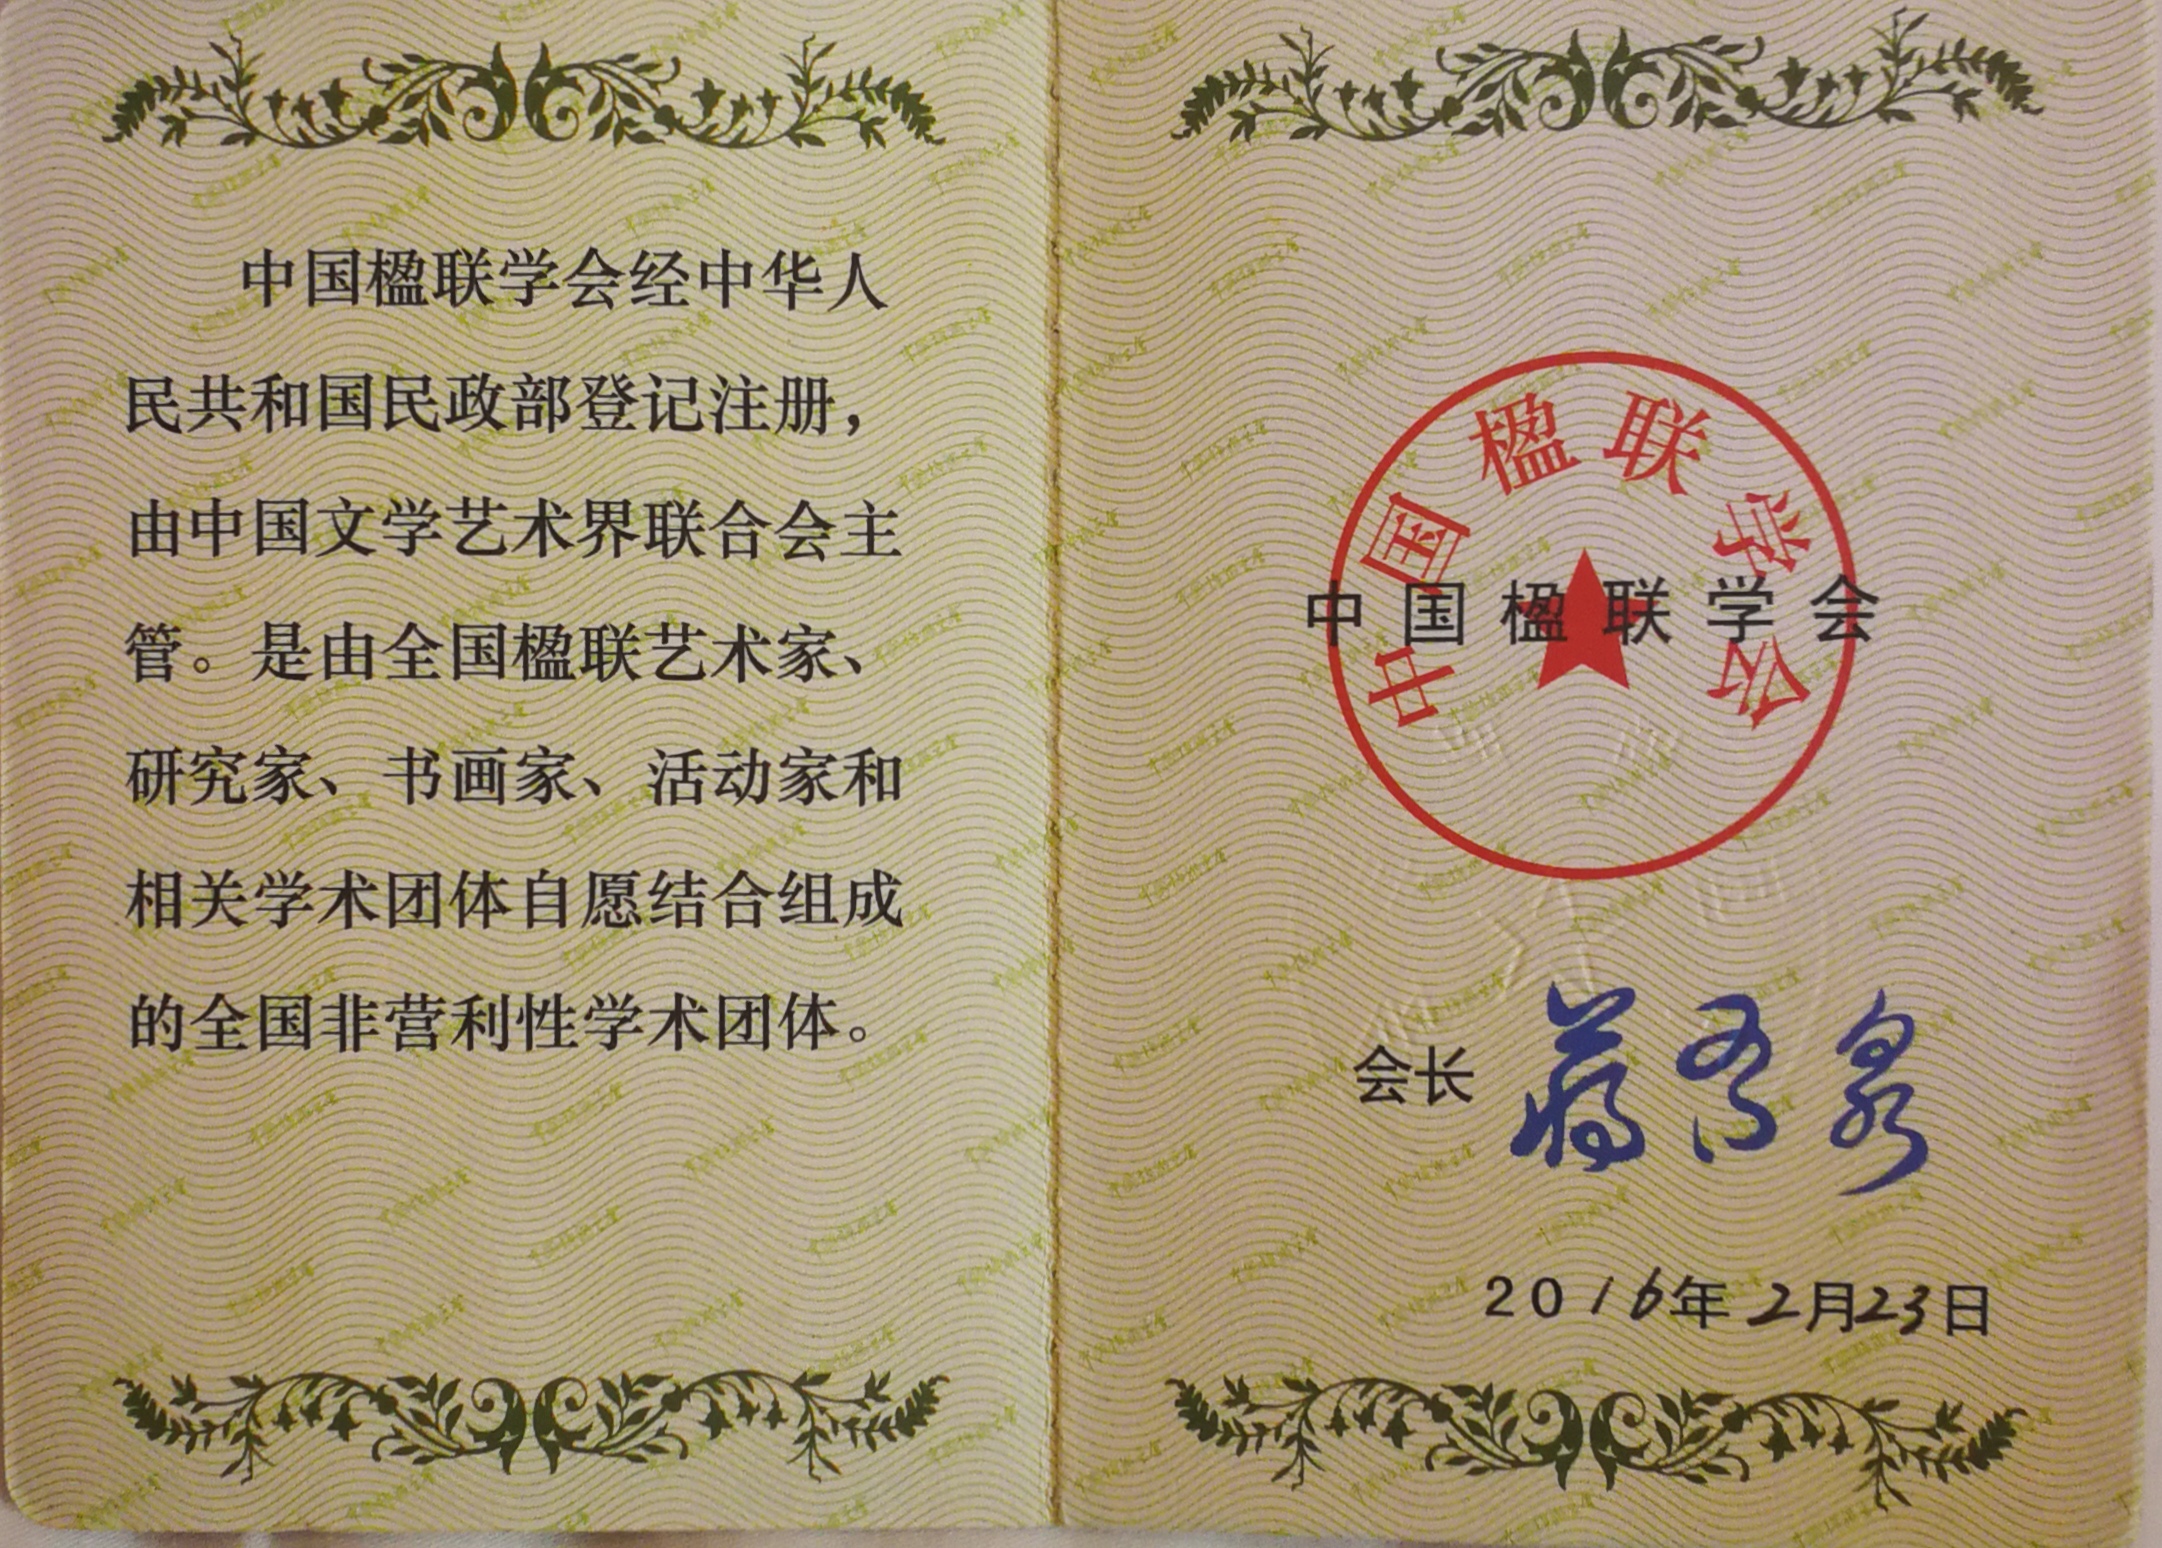 中国楹联学会经中华人
民共和国民政部登记注册，
由中国文学艺术界联合会主
管。是由全国楹联艺术家、
研究家、书画家、活动家和
相关学术团体自愿结合组成
的全国非营利性学术团体。
中国楹联学会
中国楹联学会
会长 蒋有泉
2016年2月23日